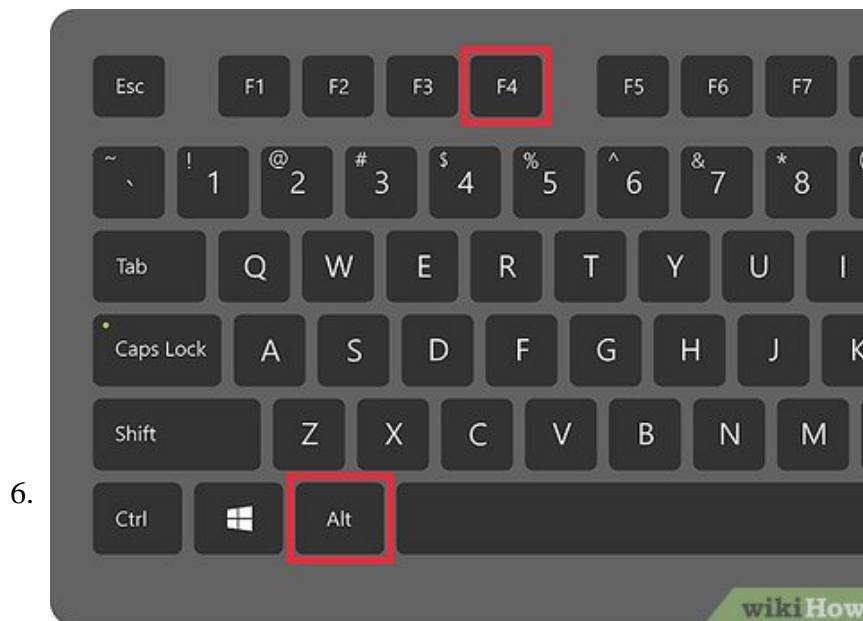 Esc F1 F2 F3 F4 F5 F6 F7
~ ` ! 1 @ 2 # 3 $ 4 % 5 ^ 6 & 7 * 8
Tab Q W E R T Y U I
Caps Lock A S D F G H J K
Shift Z X C V B N M
6. Ctrl Alt
wikiHow